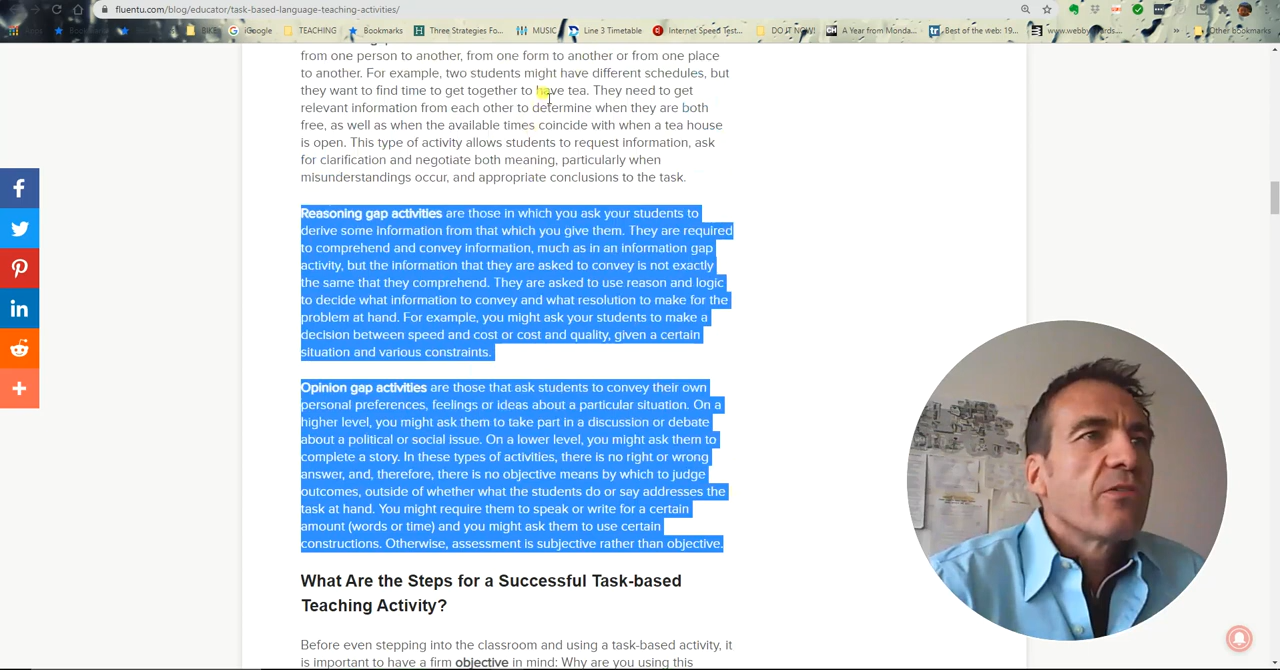 fluentu.com/blog/educator/task-based-language-teaching-activities/
Apps Bookmarks BIKE iGoogle TEACHING Bookmarks Three Strategies Fo... MUSIC Line 3 Timetable Internet Speed Test... DO IT NOW! A Year from Monda... Best of the web: 19... www.webbyawards... » Other bookmarks
from one person to another, from one form to another or from one place
to another. For example, two students might have different schedules, but
they want to find time to get together to have tea. They need to get
relevant information from each other to determine when they are both
free, as well as when the available times coincide with when a tea house
is open. This type of activity allows students to request information, ask
for clarification and negotiate both meaning, particularly when
misunderstandings occur, and appropriate conclusions to the task.
Reasoning gap activities are those in which you ask your students to
derive some information from that which you give them. They are required
to comprehend and convey information, much as in an information gap
activity, but the information that they are asked to convey is not exactly
the same that they comprehend. They are asked to use reason and logic
to decide what information to convey and what resolution to make for the
problem at hand. For example, you might ask your students to make a
decision between speed and cost or cost and quality, given a certain
situation and various constraints.
Opinion gap activities are those that ask students to convey their own
personal preferences, feelings or ideas about a particular situation. On a
higher level, you might ask them to take part in a discussion or debate
about a political or social issue. On a lower level, you might ask them to
complete a story. In these types of activities, there is no right or wrong
answer, and, therefore, there is no objective means by which to judge
outcomes, outside of whether what the students do or say addresses the
task at hand. You might require them to speak or write for a certain
amount (words or time) and you might ask them to use certain
constructions. Otherwise, assessment is subjective rather than objective.
What Are the Steps for a Successful Task-based
Teaching Activity?
Before even stepping into the classroom and using a task-based activity, it
is important to have a firm objective in mind: Why are you using this